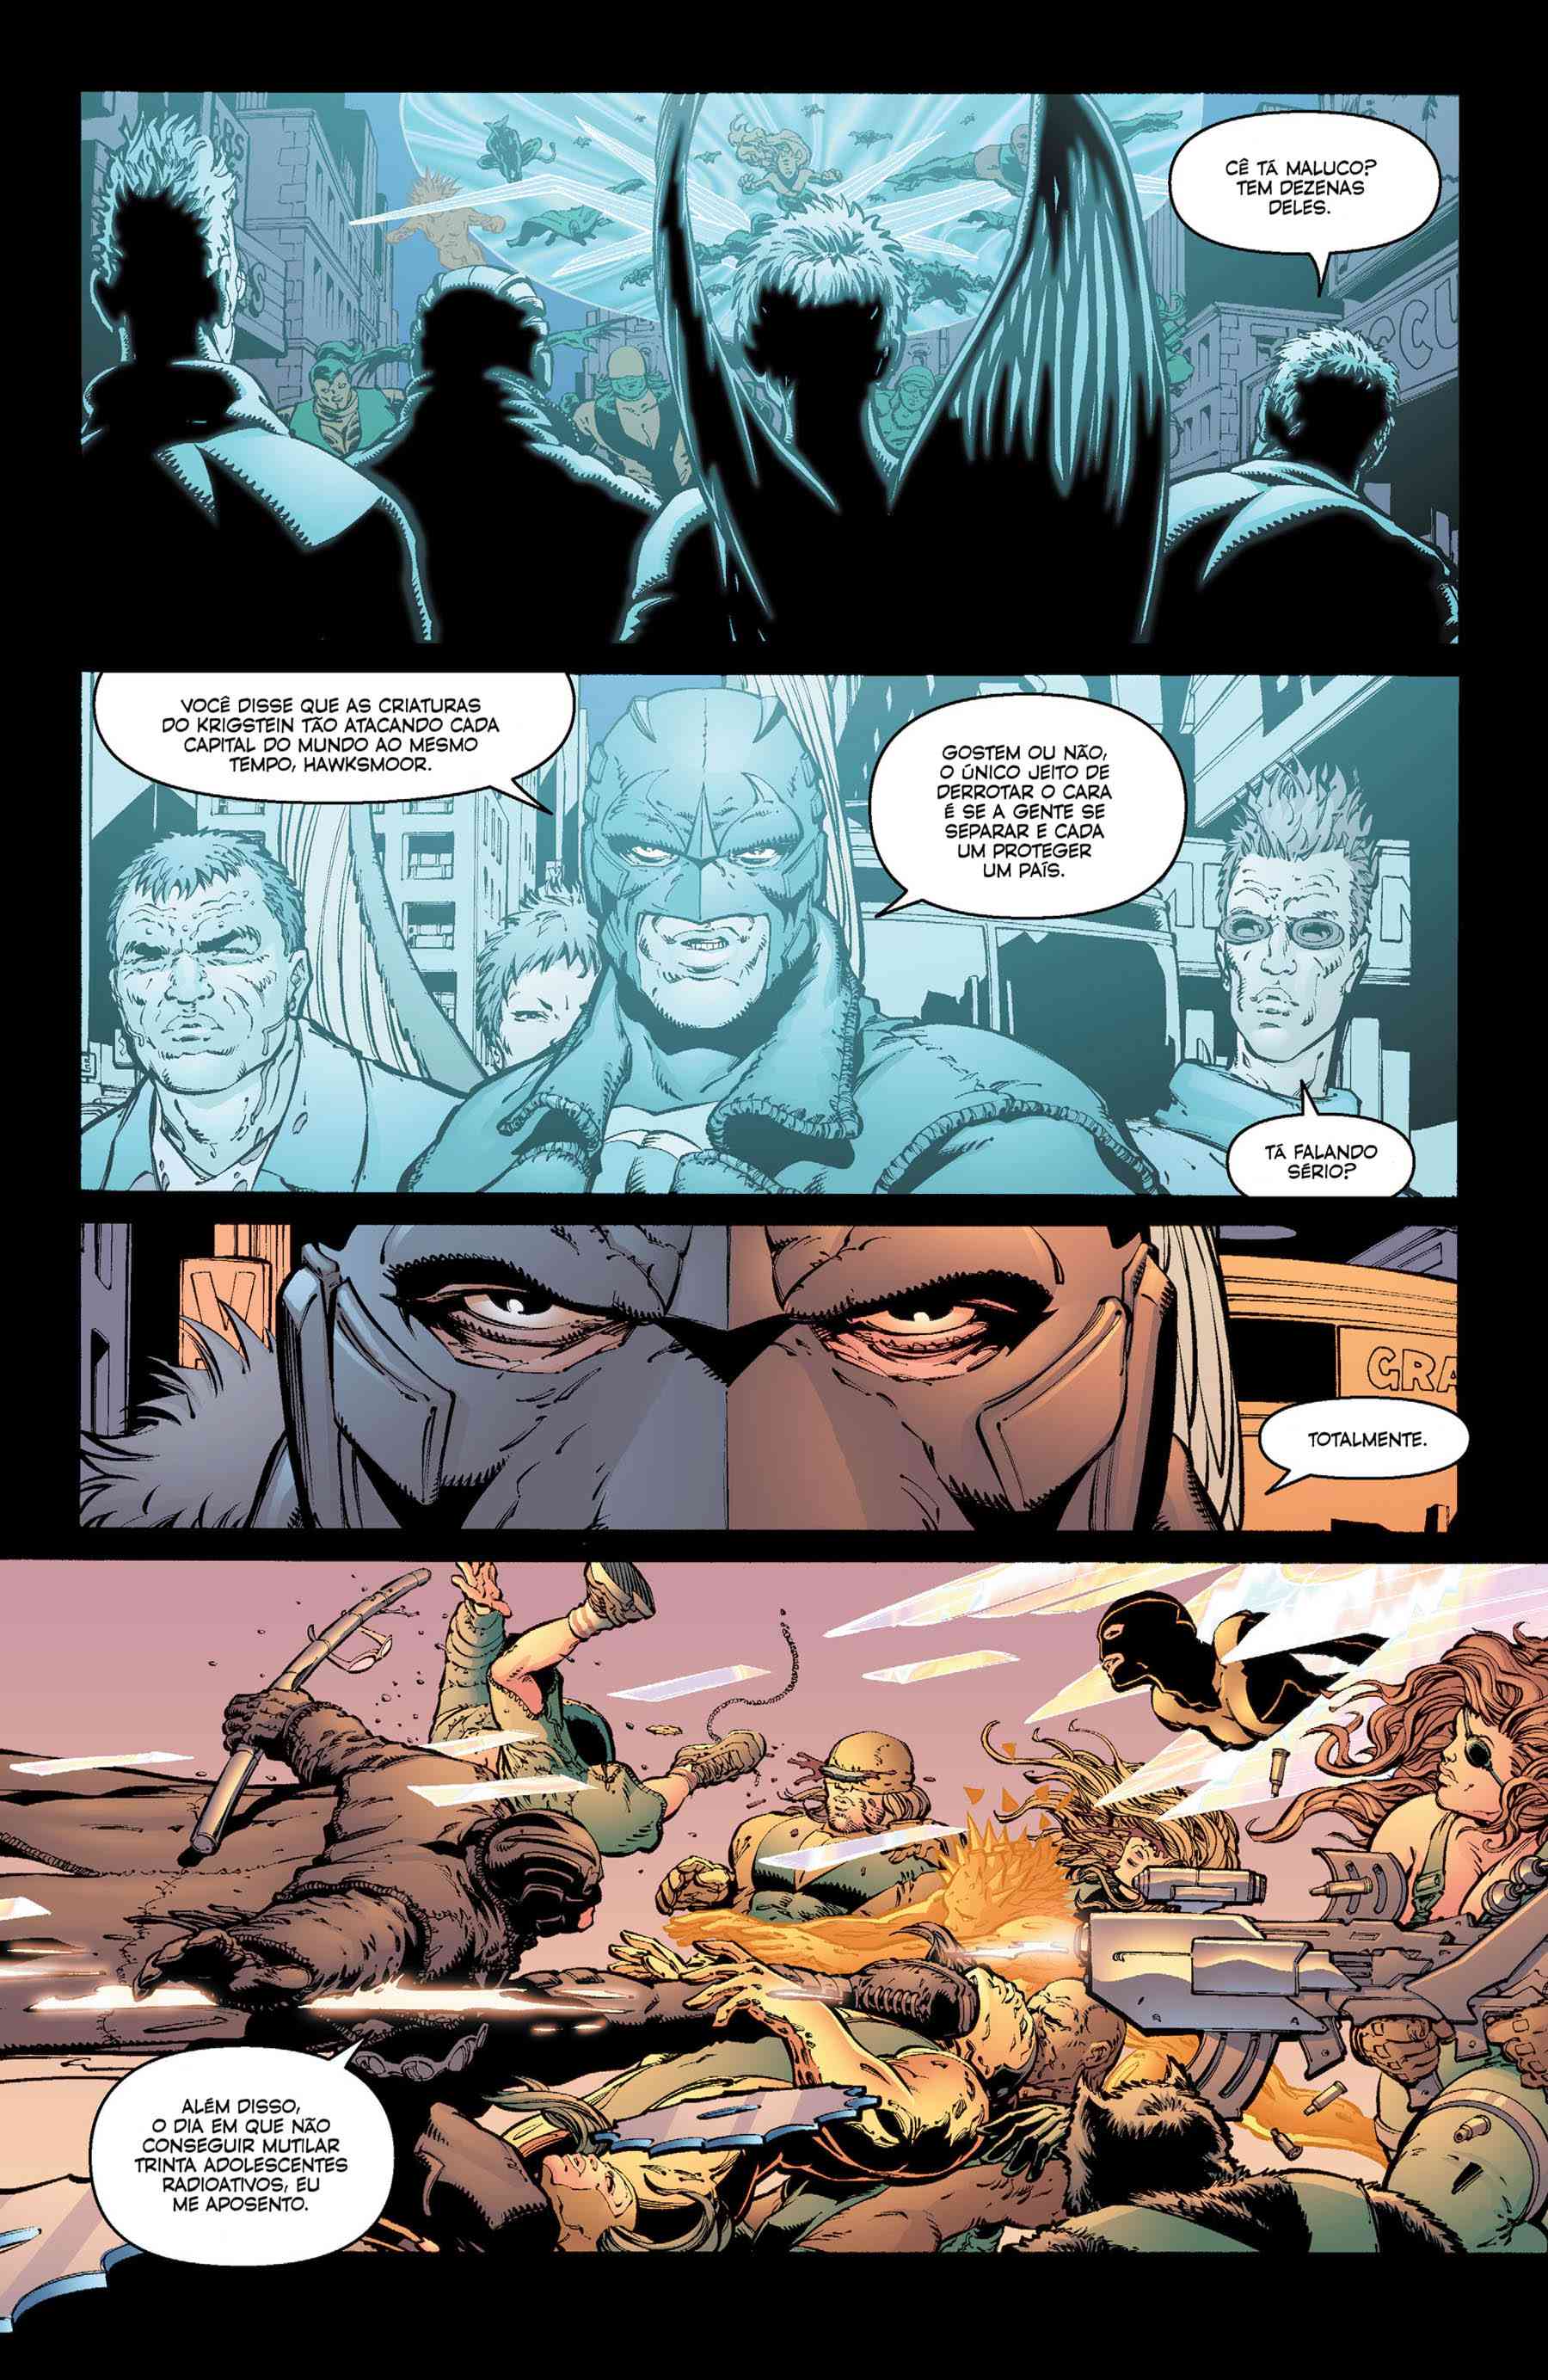 CÊ TÁ MALUCO?
TEM DEZENAS
DELES.
VOCÊ DISSE QUE AS CRIATURAS
DO KRIGSTEIN TÃO ATACANDO CADA
CAPITAL DO MUNDO AO MESMO
TEMPO, HAWKSMOOR.
GOSTEM OU NÃO,
O ÚNICO JEITO DE
DERROTAR O CARA
É SE A GENTE SE
SEPARAR E CADA
UM PROTEGER
UM PAÍS.
TÁ FALANDO
SÉRIO?
GRA
TOTALMENTE.
ALÉM DISSO,
O DIA EM QUE NÃO
CONSEGUIR MUTILAR
TRINTA ADOLESCENTES
RADIOATIVOS, EU
ME APOSENTO.